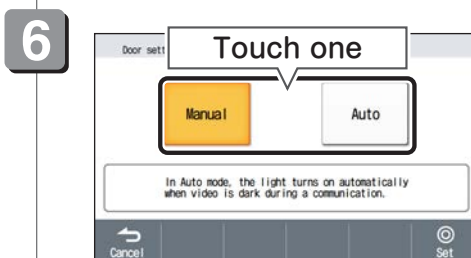 6
Door sett
Touch one
Manual
Auto
In Auto mode, the light turns on automatically
when video is dark during a communication.
Cancel
Set